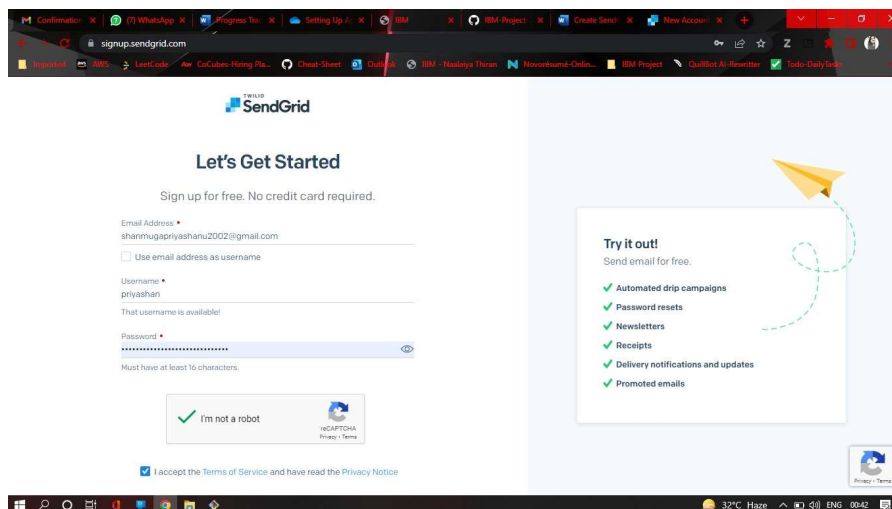 Confirmation
(7) WhatsApp
Progress Trac
Setting Up A
IBM
IBM-Project
Create Send
New Account
signup.sendgrid.com
Imported
AWS
LeetCode
CoCubes-Hiring Pla...
Cheat-Sheet
Outlook
IBM - Naalaiya Thiran
Novorésumé-Onlin...
IBM Project
QuillBot AI-Rewritter
Todo-DailyTasks
TWILIO
SendGrid
Let's Get Started
Sign up for free. No credit card required.
Email Address
shanmugapriyashanu2002@gmail.com
Use email address as username
Username
priyashan
That username is available!
Password
Must have at least 16 characters.
I'm not a robot
reCAPTCHA
Privacy - Terms
I accept the Terms of Service and have read the Privacy Notice
Try it out!
Send email for free.
Automated drip campaigns
Password resets
Newsletters
Receipts
Delivery notifications and updates
Promoted emails
Privacy - Terms
32°C Haze
ENG
00:42